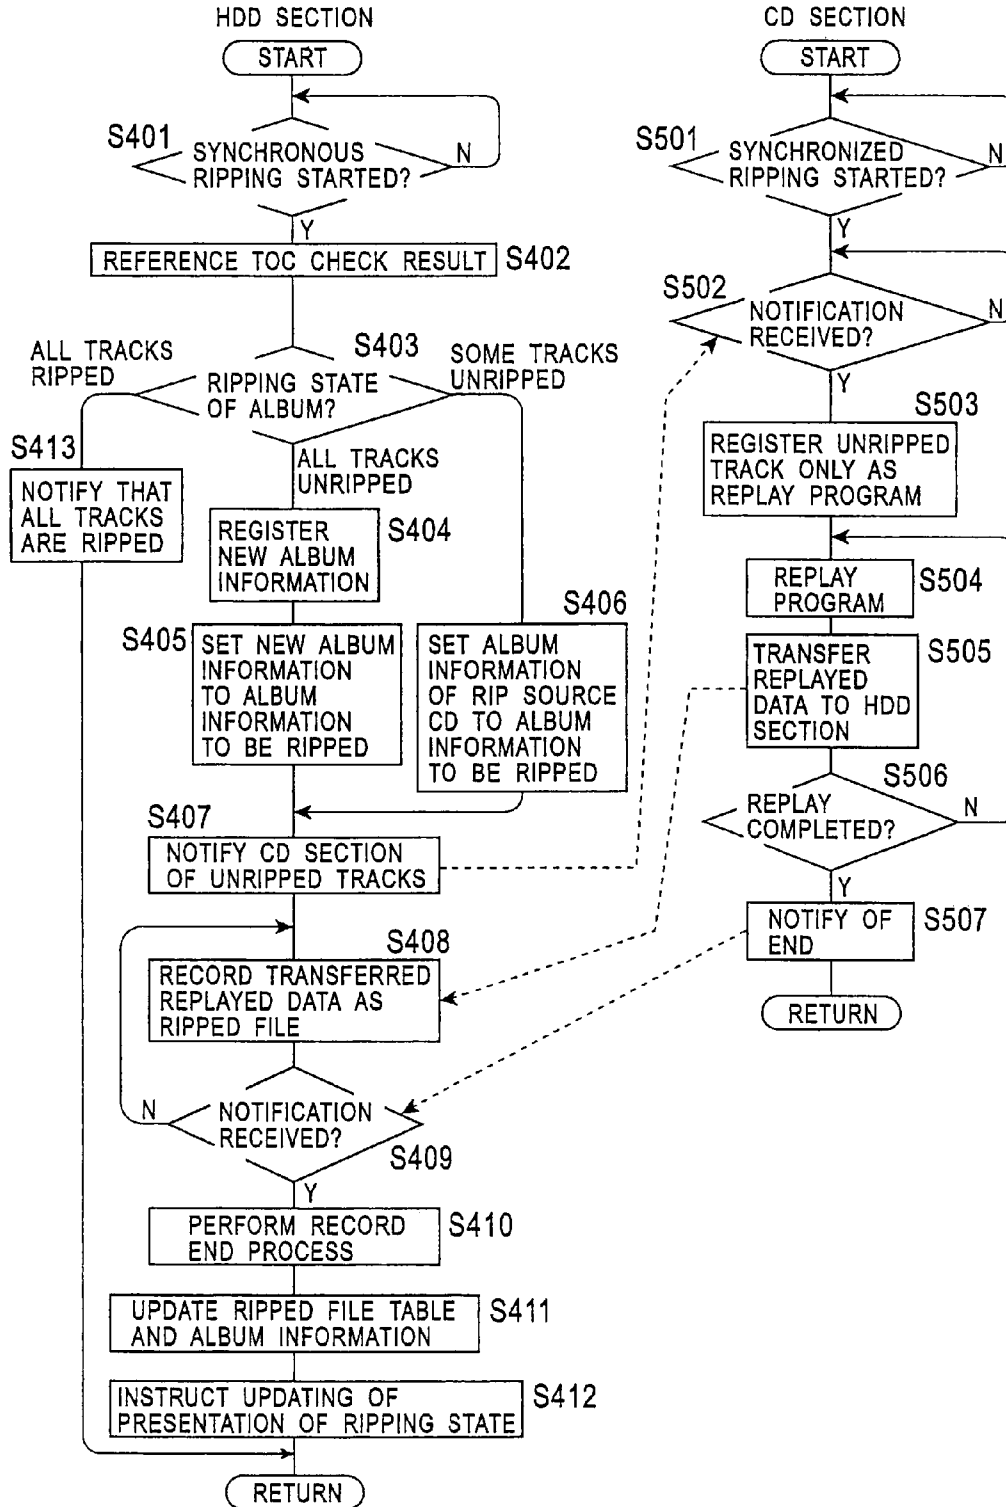 HDD SECTION
START
S401
SYNCHRONOUS
RIPPING STARTED?
N
Y
REFERENCE TOC CHECK RESULT
S402
S403
ALL TRACKS
RIPPED
SOME TRACKS
UNRIPPED
RIPPING STATE
OF ALBUM?
S413
NOTIFY THAT
ALL TRACKS
ARE RIPPED
ALL TRACKS
UNRIPPED
S404
REGISTER
NEW ALBUM
INFORMATION
S405
SET NEW ALBUM
INFORMATION
TO ALBUM
INFORMATION
TO BE RIPPED
S406
SET ALBUM
INFORMATION
OF RIP SOURCE
CD TO ALBUM
INFORMATION
TO BE RIPPED
S407
NOTIFY CD SECTION
OF UNRIPPED TRACKS
S408
RECORD TRANSFERRED
REPLAYED DATA AS
RIPPED FILE
N
NOTIFICATION
RECEIVED?
S409
Y
PERFORM RECORD
END PROCESS
S410
UPDATE RIPPED FILE TABLE
AND ALBUM INFORMATION
S411
INSTRUCT UPDATING OF
PRESENTATION OF RIPPING STATE
S412
RETURN
CD SECTION
START
S501
SYNCHRONIZED
RIPPING STARTED?
N
Y
S502
NOTIFICATION
RECEIVED?
N
Y
S503
REGISTER UNRIPPED
TRACK ONLY AS
REPLAY PROGRAM
REPLAY
PROGRAM
S504
TRANSFER
REPLAYED
DATA TO HDD
SECTION
S505
S506
REPLAY
COMPLETED?
N
Y
NOTIFY OF
END
S507
RETURN